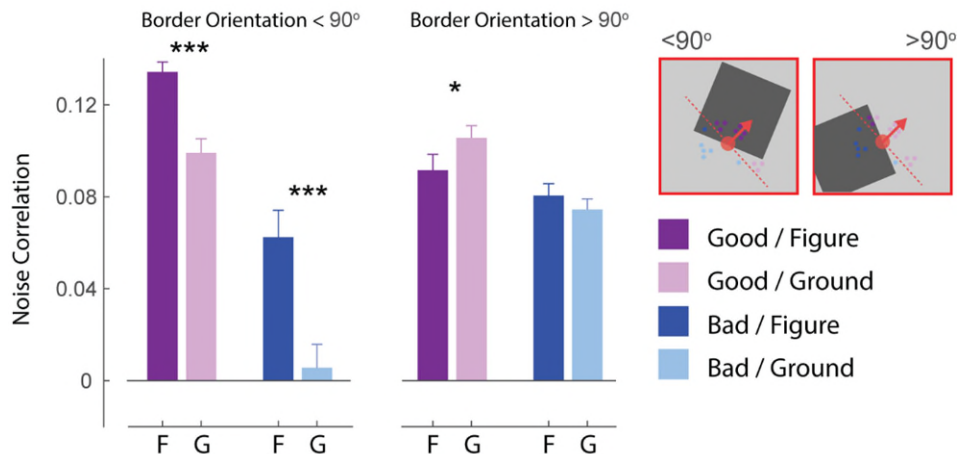 Border Orientation < 90°
Border Orientation > 90°
<90°
>90°
***
***
*
0.12
0.08
0.04
0
Noise Correlation
F G F G
F G F G
Good / Figure
Good / Ground
Bad / Figure
Bad / Ground